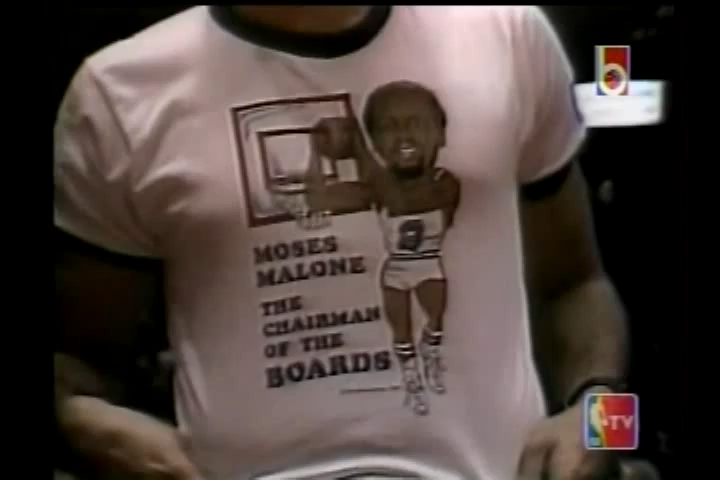 b
MOSES
MALONE
THE
CHAIRMAN
OF THE
BOARDS
TV